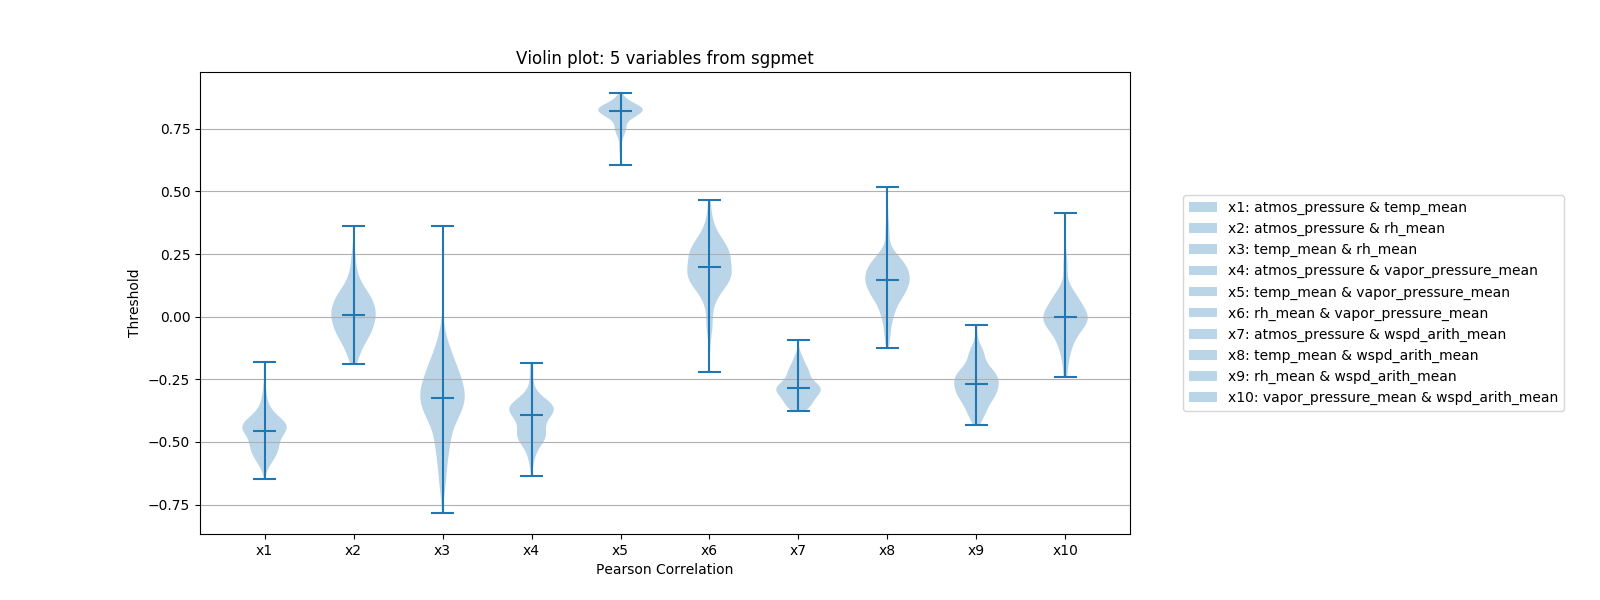 Violin plot: 5 variables from sgpmet
Threshold
0.75
0.50
0.25
0.00
−0.25
−0.50
−0.75
x1 x2 x3 x4 x5 x6 x7 x8 x9 x10
Pearson Correlation
x1: atmos_pressure & temp_mean
x2: atmos_pressure & rh_mean
x3: temp_mean & rh_mean
x4: atmos_pressure & vapor_pressure_mean
x5: temp_mean & vapor_pressure_mean
x6: rh_mean & vapor_pressure_mean
x7: atmos_pressure & wspd_arith_mean
x8: temp_mean & wspd_arith_mean
x9: rh_mean & wspd_arith_mean
x10: vapor_pressure_mean & wspd_arith_mean